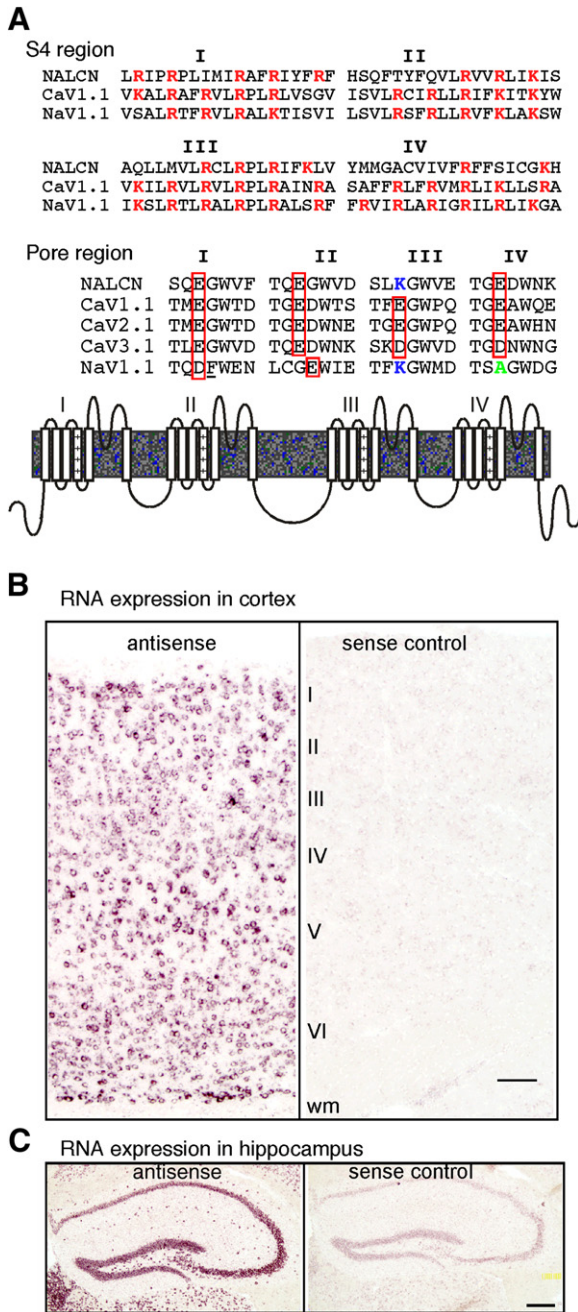 A
S4 region
I II
NALCN LRIPRPLIMIRAFRIYFRF HSQFTYFQVLRVVRLIKIS
CaV1.1 VKALRAFRVLRPLRLVSGVP ISVLRCIRLLRIFKITKYW
NaV1.1 VSALRTFRVLRALKTISVI LSVLRSFRLLRVFKLAKSW
III IV
NALCN AQLLMVLRCLRPLRIFKLV YMMGACVIVFRFFSICGKH
CaV1.1 VKILRVLRVLRPLRAINRA SAFFRLFRVMRLIKLLSRA
NaV1.1 IKSLRTLRALRPLRALSRF FRVIRLARIGRILRLIKGA
Pore region
I II III IV
NALCN SQEGWVF TQEGWVD SLKGWVE TGEDWNK
CaV1.1 TMEGWTD TGEDWTS TFEGWPQ TGEAWQE
CaV2.1 TMEGWTD TGEDWNE TGEGWPQ TGEAWHN
CaV3.1 TLEGWVD TQEDWNK SKDGWVD TGDNWNG
NaV1.1 TQDFWEN LCGEWIE TFKGWMD TSAGWDG
I II III IV
B
RNA expression in cortex
antisense sense control
I
II
III
IV
V
VI
wm
C
RNA expression in hippocampus
antisense sense control